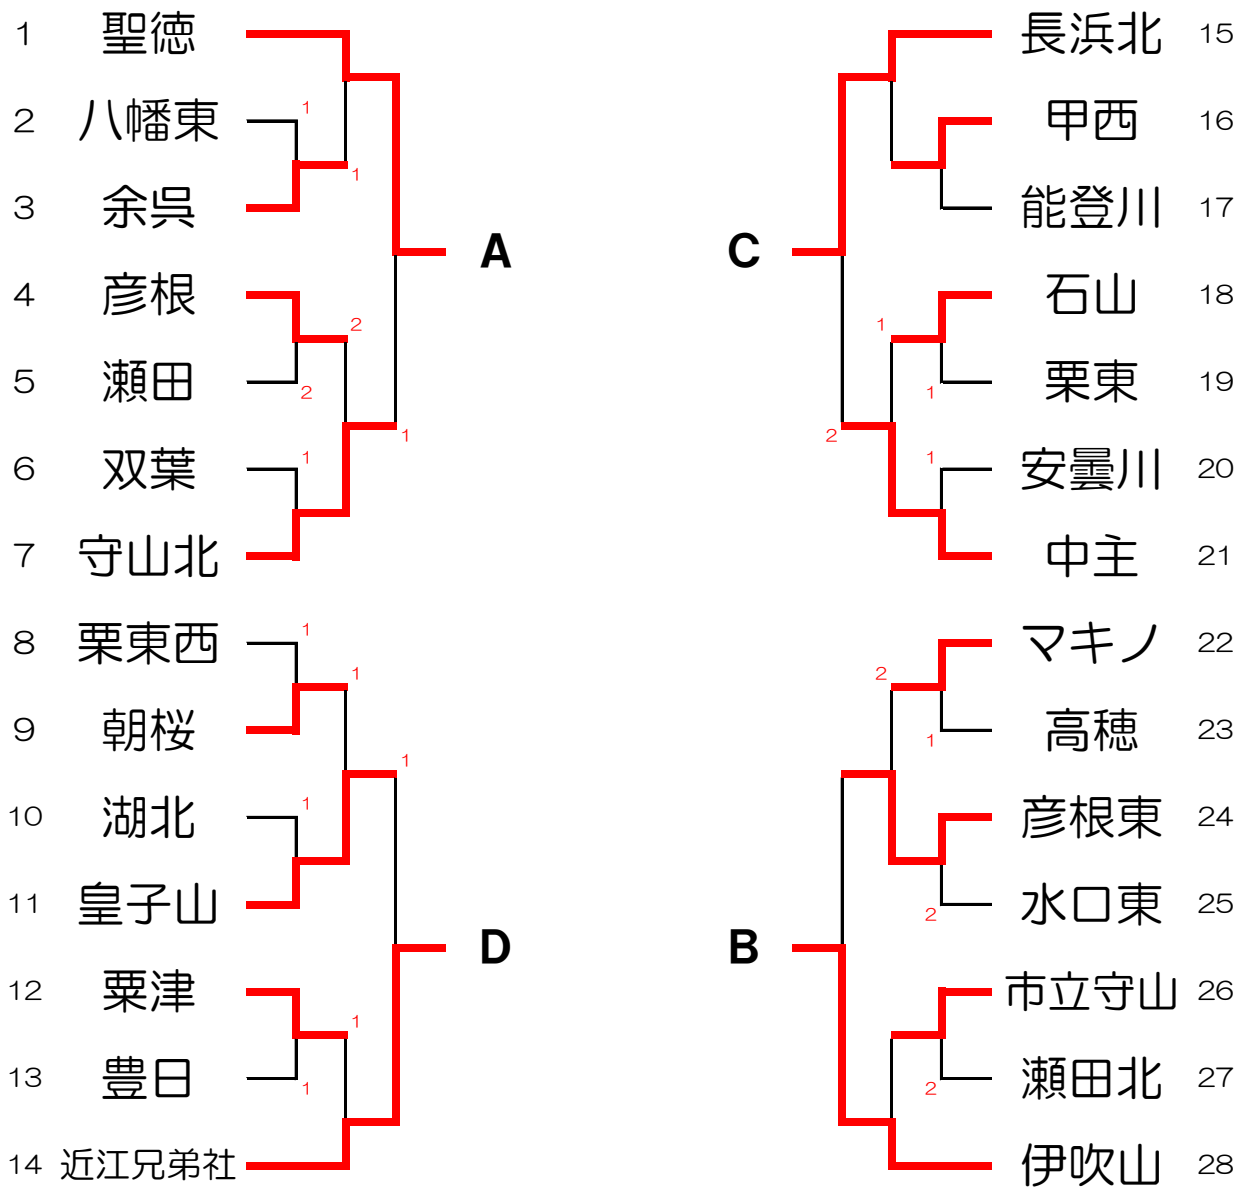 1 聖徳
2 八幡東
1
3 余呉
1
A
4 彦根
2
5 瀬田
2
1
6 双葉
1
7 守山北
8 栗東西
1
1
9 朝桜
1
10 湖北
1
11 皇子山
D
12 粟津
1
13 豊日
1
14 近江兄弟社
長浜北 15
甲西 16
能登川 17
C
石山 18
1
栗東 19
1
2
安曇川 20
1
中主 21
マキノ 22
2
高穂 23
1
彦根東 24
水口東 25
2
B
市立守山 26
瀬田北 27
2
伊吹山 28